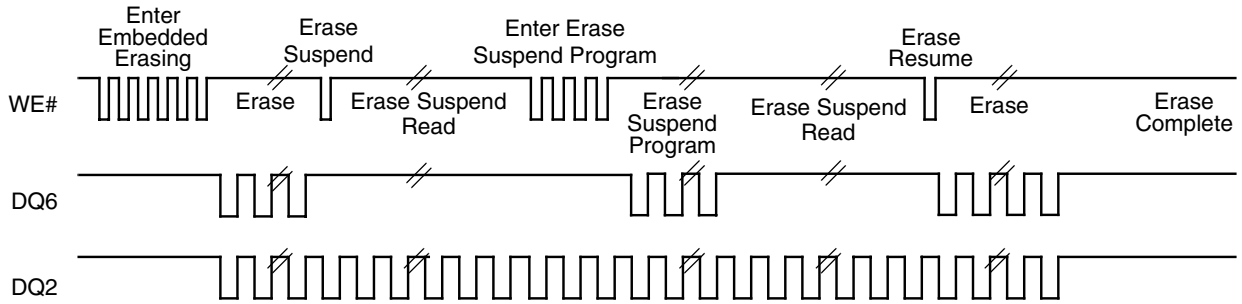 Enter
Embedded
Erasing
Erase
Suspend
Enter Erase
Suspend Program
Erase
Resume
WE#
Erase
Erase Suspend
Read
Erase
Suspend
Program
Erase Suspend
Read
Erase
Erase
Complete
DQ6
DQ2